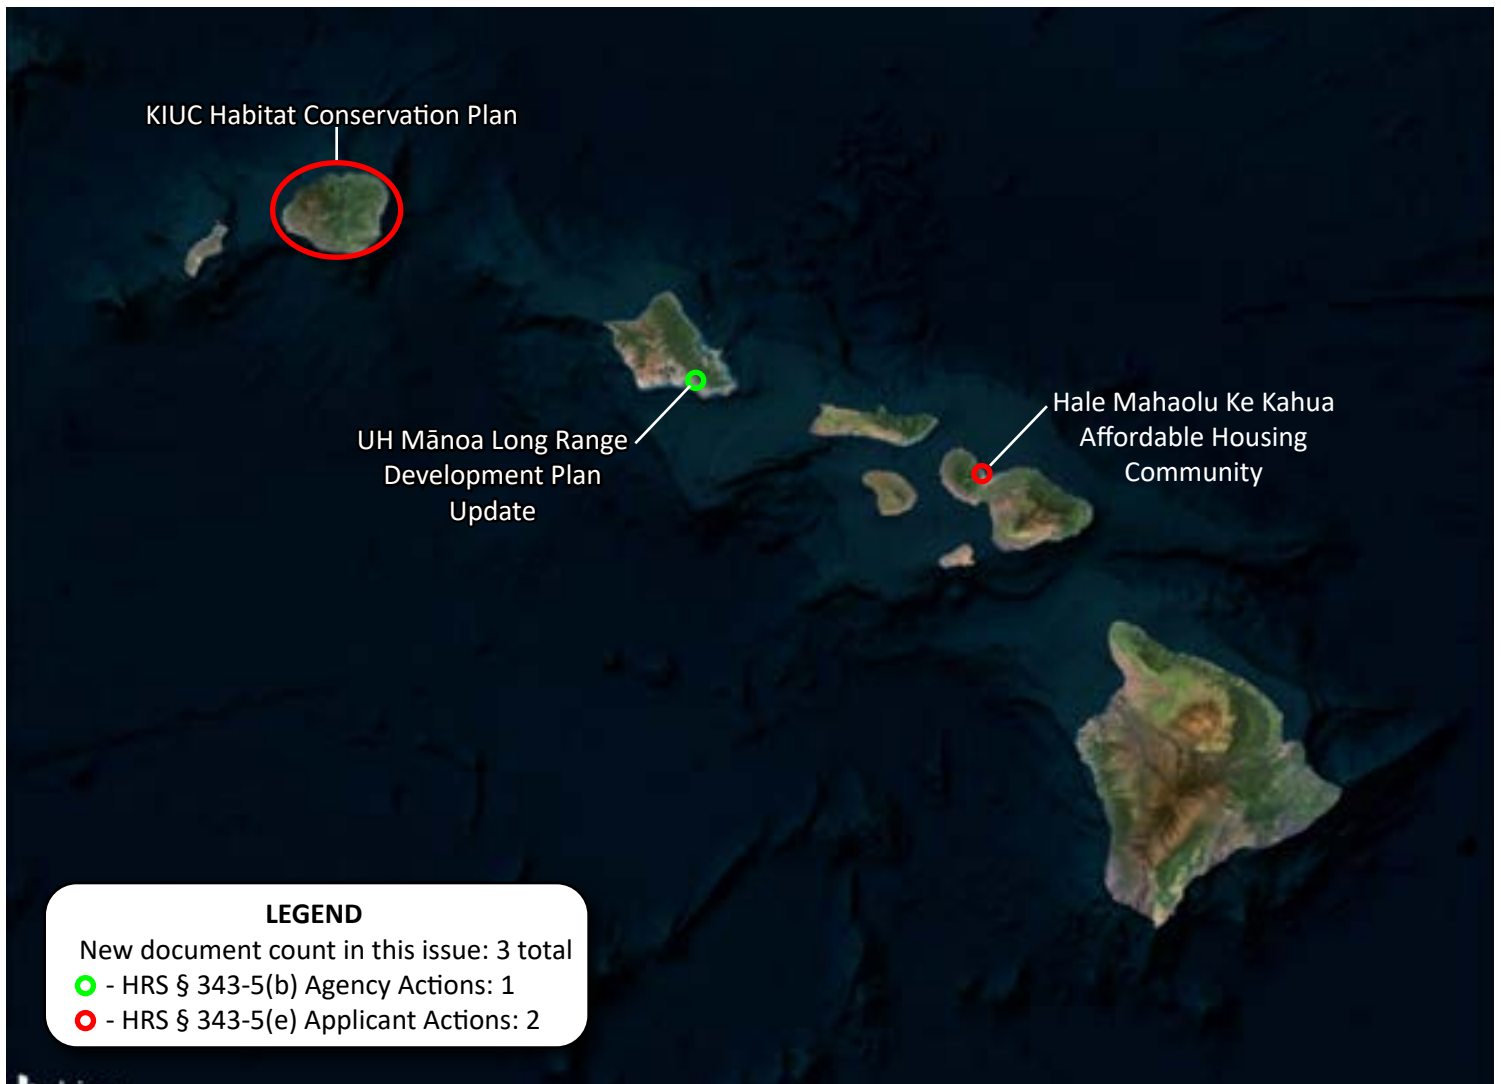 KIUC Habitat Conservation Plan
UH Mānoa Long Range
Development Plan
Update
Hale Mahaolu Ke Kahua
Affordable Housing
Community
LEGEND
New document count in this issue: 3 total
- HRS § 343-5(b) Agency Actions: 1
- HRS § 343-5(e) Applicant Actions: 2